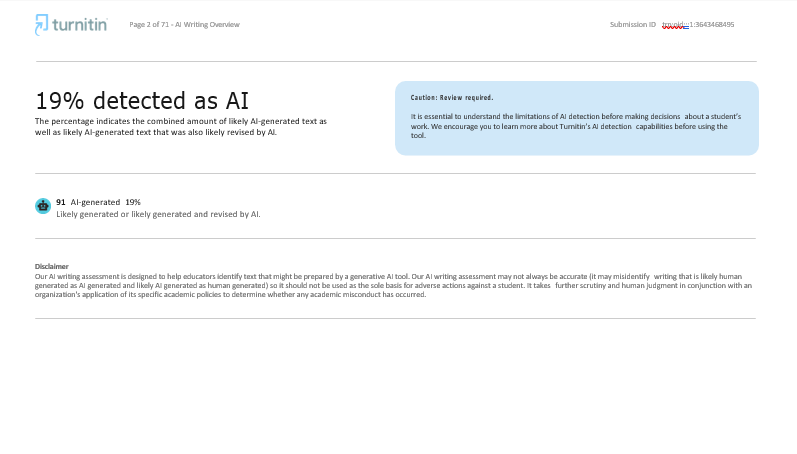 turnitin
Page 2 of 71 - AI Writing Overview
Submission ID trn:oid:::1:3643468495
19% detected as AI
The percentage indicates the combined amount of likely AI-generated text as
well as likely AI-generated text that was also likely revised by AI.
Caution: Review required.
It is essential to understand the limitations of AI detection before making decisions about a student's
work. We encourage you to learn more about Turnitin's AI detection capabilities before using the
tool.
91 AI-generated 19%
Likely generated or likely generated and revised by AI.
Disclaimer
Our AI writing assessment is designed to help educators identify text that might be prepared by a generative AI tool. Our AI writing assessment may not always be accurate (it may misidentify writing that is likely human
generated as AI generated and likely AI generated as human generated) so it should not be used as the sole basis for adverse actions against a student. It takes further scrutiny and human judgment in conjunction with an
organization's application of its specific academic policies to determine whether any academic misconduct has occurred.